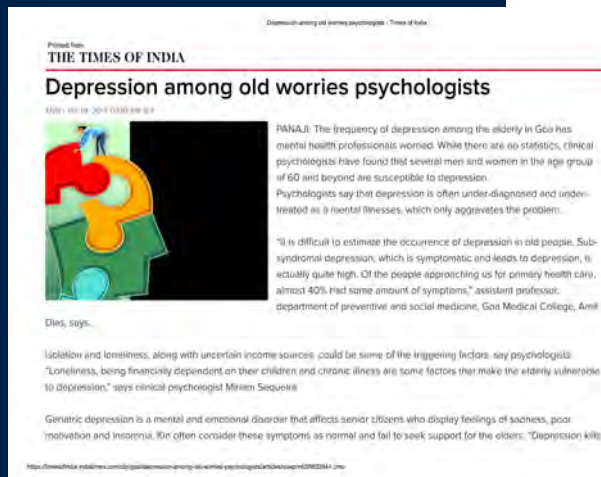 Depression among old worries psychologists - Times of India
Printed from
THE TIMES OF INDIA
Depression among old worries psychologists
PANAJI: The frequency of depression among the elderly in Goa has
mental health professionals worried. While there are no statistics, clinical
psychologists have found that several men and women in the age group
of 60 and beyond are susceptible to depression.
Psychologists say that depression is often under-diagnosed and under-
treated as a mental illnesses, which only aggravates the problem.
"It is difficult to estimate the occurrence of depression in old people. Sub-
syndromal depression, which is symptomatic and leads to depression, is
actually quite high. Of the people approaching us for primary health care,
almost 40% had some amount of symptoms," assistant professor,
department of preventive and social medicine, Goa Medical College, Amit
Dias, says.
Isolation and loneliness, along with uncertain income sources, could be some of the triggering factors, say psychologists.
"Loneliness, being financially dependent on their children and chronic illness are some factors that make the elderly vulnerable
to depression," says clinical psychologist Miriam Sequeira.
Geriatric depression is a mental and emotional disorder that affects senior citizens who display feelings of sadness, poor
motivation and insomnia. Kin often consider these symptoms as normal and fail to seek support for the elders. "Depression kills